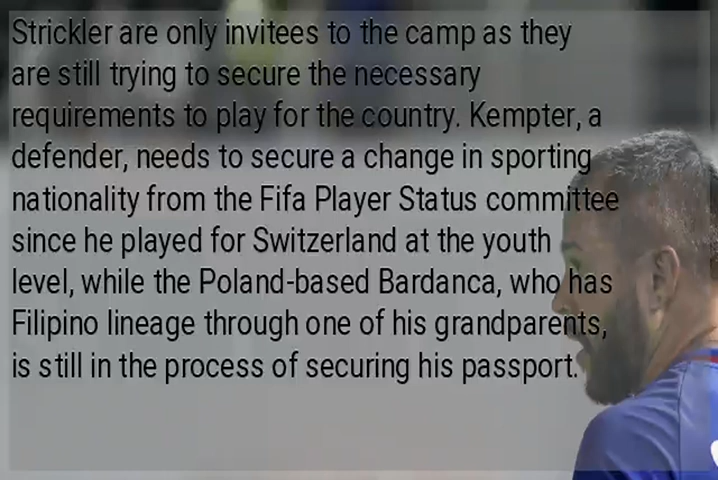 Strickler are only invitees to the camp as they
are still trying to secure the necessary
requirements to play for the country. Kempter, a
defender, needs to secure a change in sporting
nationality from the Fifa Player Status committee
since he played for Switzerland at the youth
level, while the Poland-based Bardanca, who has
Filipino lineage through one of his grandparents,
is still in the process of securing his passport.